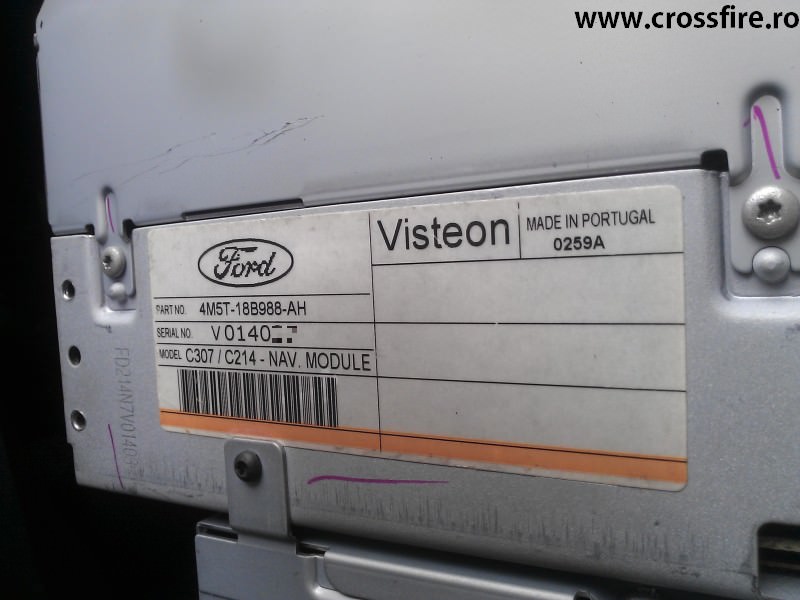 www.crossfire.ro
Ford
Visteon
MADE IN PORTUGAL
0259A
PART NO. 4M5T-18B988-AH
SERIAL NO. V0140
MODEL C307 / C214 - NAV. MODULE
FD214N7V0140